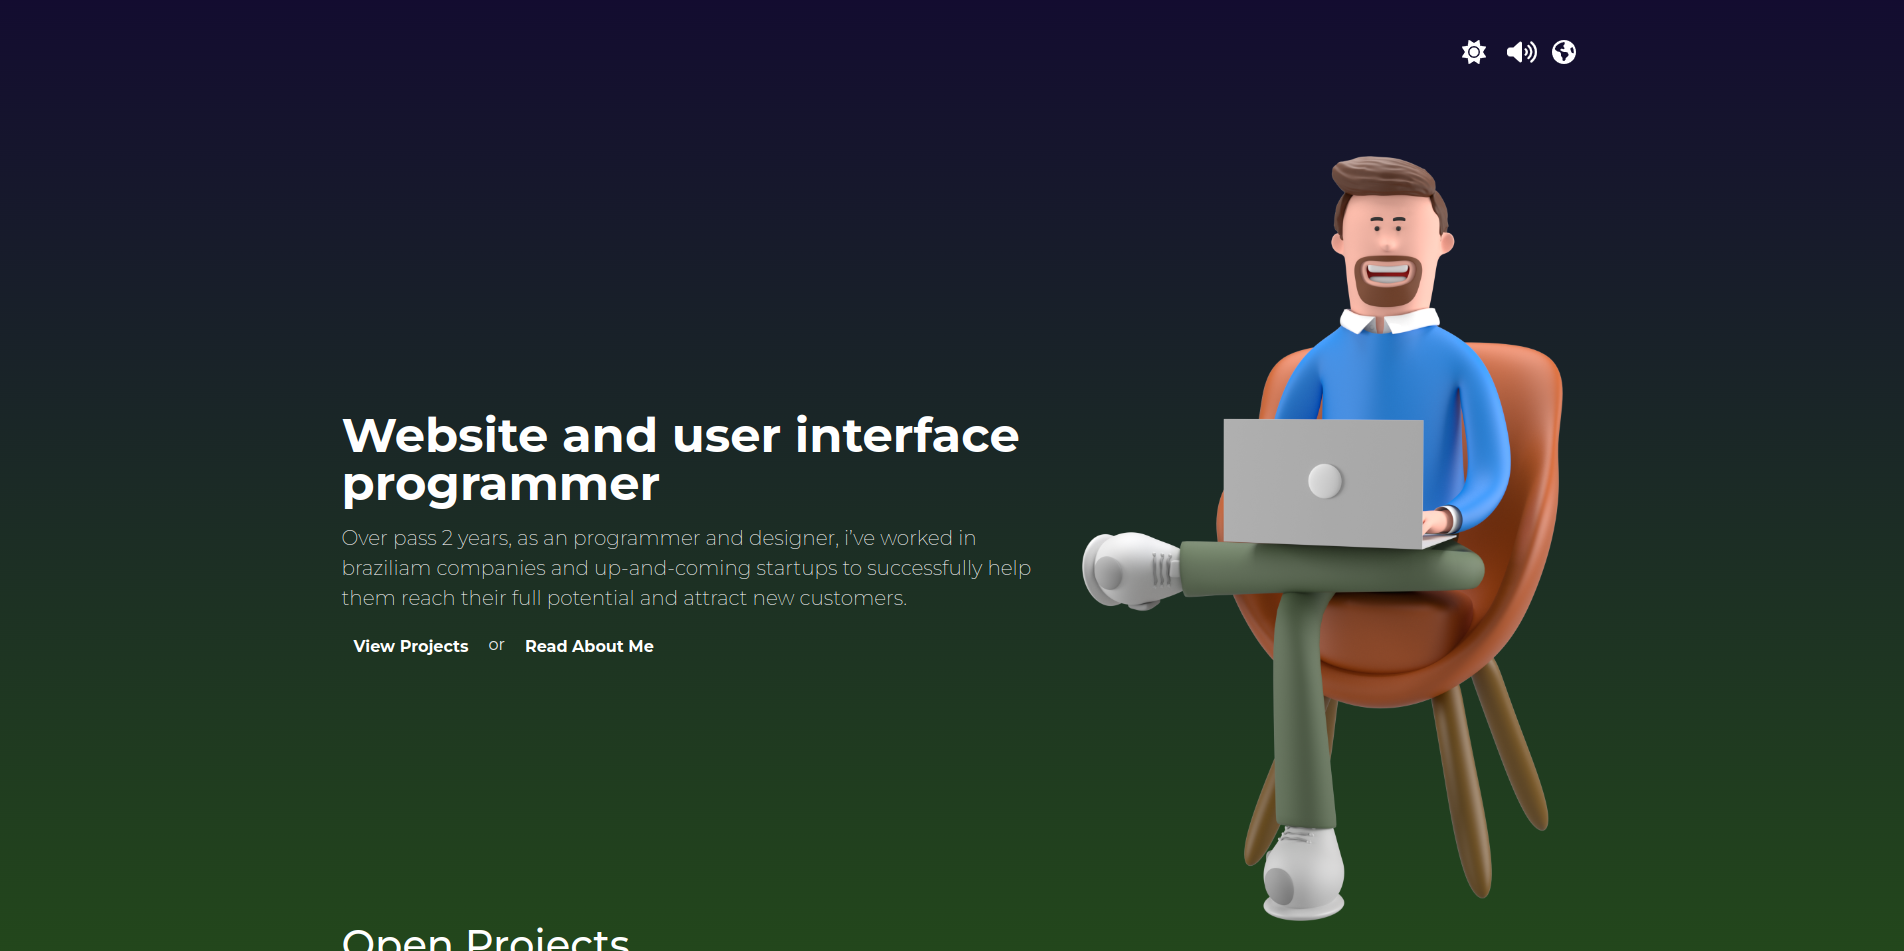 Website and user interface
programmer
Over pass 2 years, as an programmer and designer, i've worked in
braziliam companies and up-and-coming startups to successfully help
them reach their full potential and attract new customers.
View Projects or Read About Me
Open Projects